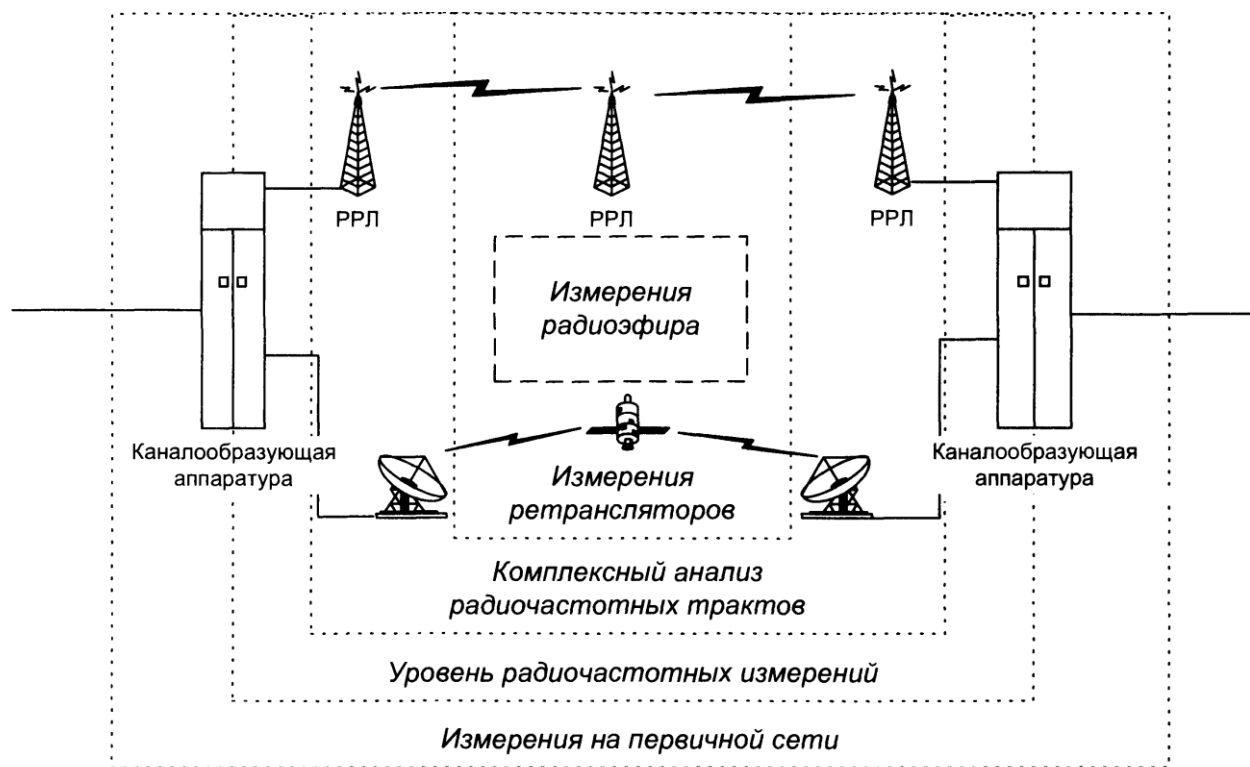 РРЛ
РРЛ
РРЛ
Измерения
радиоэфира
Каналообразующая
аппаратура
Каналообразующая
аппаратура
Измерения
ретрансляторов
Комплексный анализ
радиочастотных трактов
Уровень радиочастотных измерений
Измерения на первичной сети